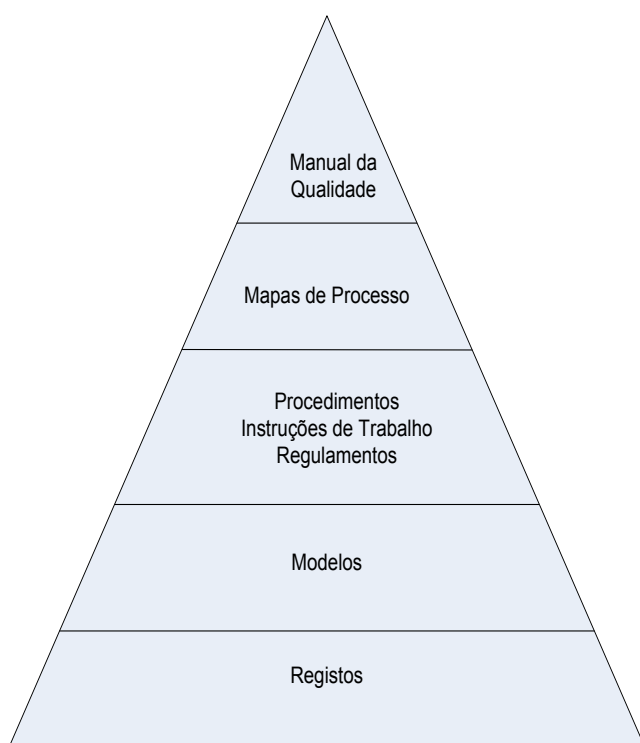 Manual da
Qualidade
Mapas de Processo
Procedimentos
Instruções de Trabalho
Regulamentos
Modelos
Registos